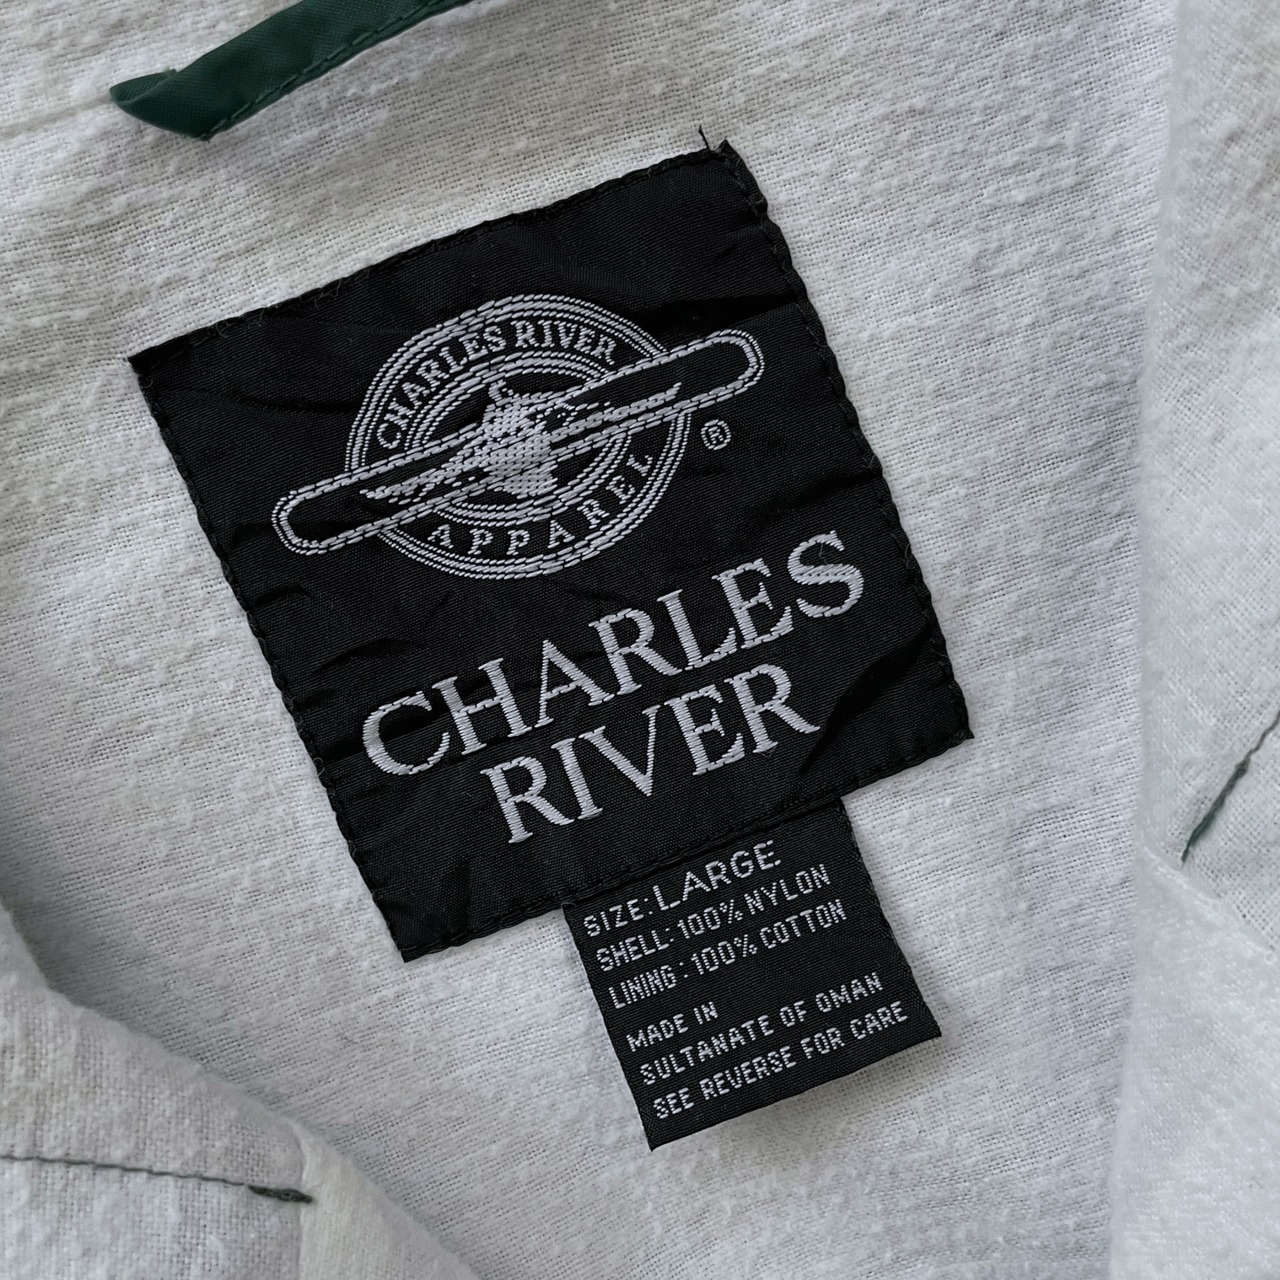 CHARLES RIVER
APPAREL
®
CHARLES
RIVER
SIZE: LARGE
SHELL: 100% NYLON
LINING : 100% COTTON
MADE IN
SULTANATE OF OMAN
SEE REVERSE FOR CARE